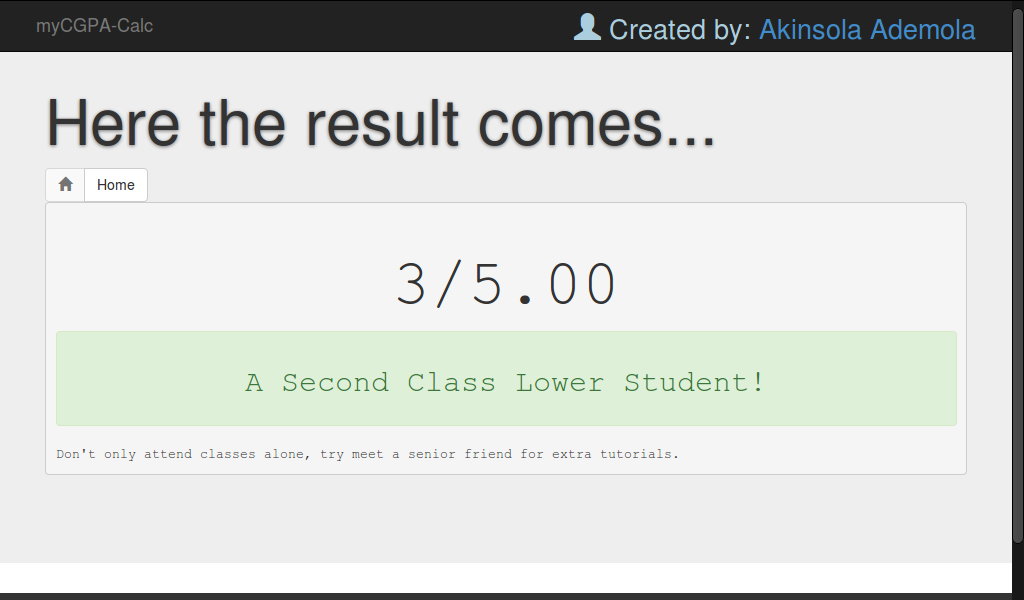 myCGPA-Calc
Created by: Akinsola Ademola
Here the result comes...
Home
3/5.00
A Second Class Lower Student!
Don't only attend classes alone, try meet a senior friend for extra tutorials.